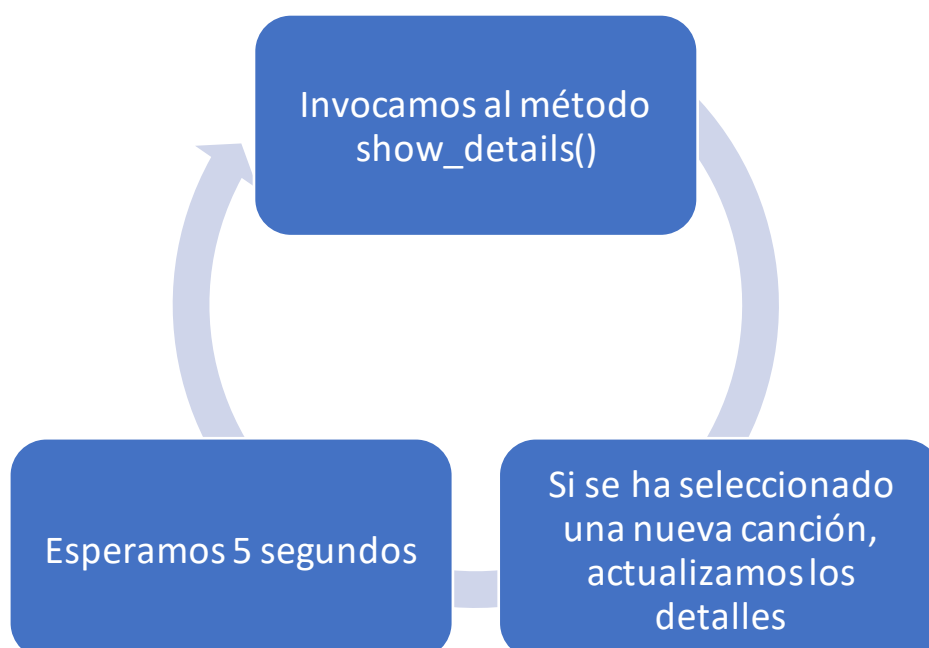 Invocamos al método
show_details()
Si se ha seleccionado
una nueva canción,
actualizamos los
detalles
Esperamos 5 segundos